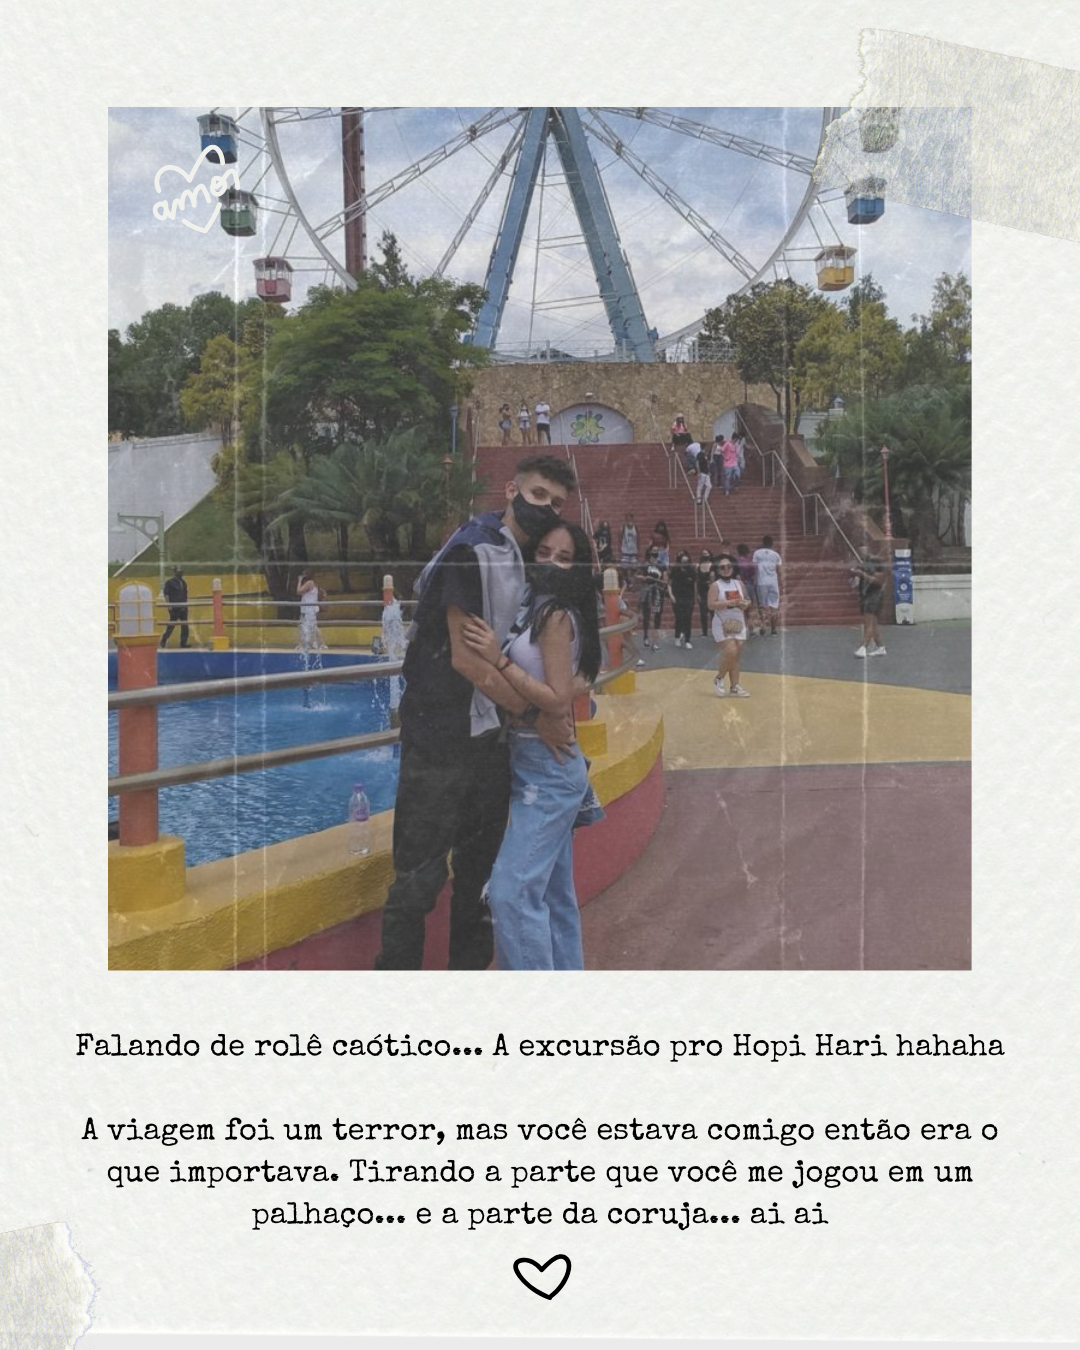 amor
Falando de rolê caótico... A excursão pro Hopi Hari hahaha
A viagem foi um terror, mas você estava comigo então era o
que importava. Tirando a parte que você me jogou em um
palhaço... e a parte da coruja... ai ai